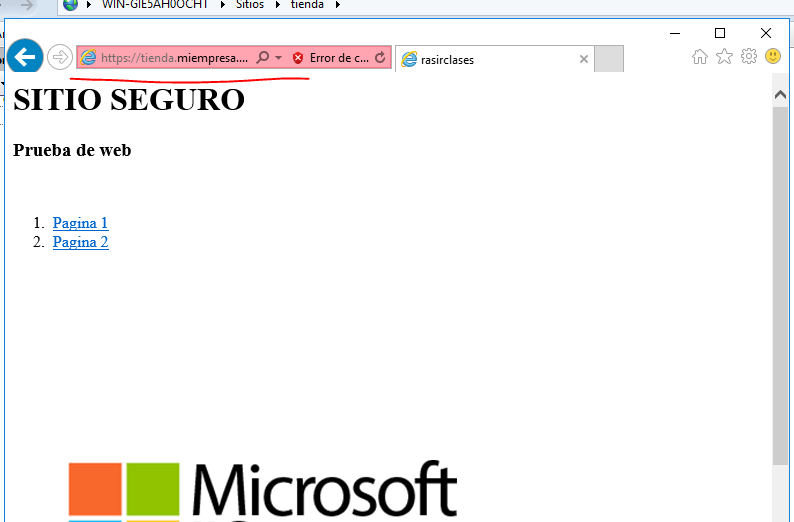 WIN-GIE5AH0OCHT Sitios tienda
https://tienda.miempresa.... Error de c... rasirclases
SITIO SEGURO
Prueba de web
1. Pagina 1
2. Pagina 2
Microsoft